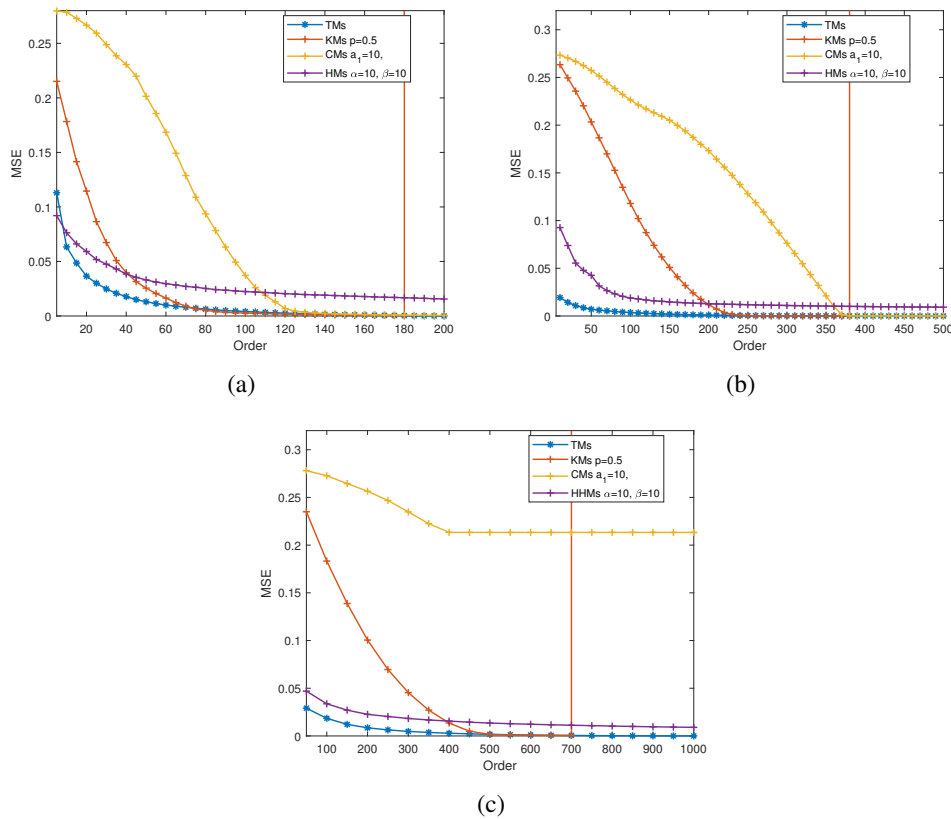 0.25
0.2
0.15
0.1
0.05
0
MSE
20 40 60 80 100 120 140 160 180 200
Order
TMs
KMs p=0.5
CMs a₁=10,
HMs α=10, β=10
(a)
0.3
0.25
0.2
0.15
0.1
0.05
0
MSE
50 100 150 200 250 300 350 400 450 500
Order
TMs
KMs p=0.5
CMs a₁=10,
HMs α=10, β=10
(b)
0.3
0.25
0.2
0.15
0.1
0.05
0
MSE
100 200 300 400 500 600 700 800 900 1000
Order
TMs
KMs p=0.5
CMs a₁=10,
HHMs α=10, β=10
(c)